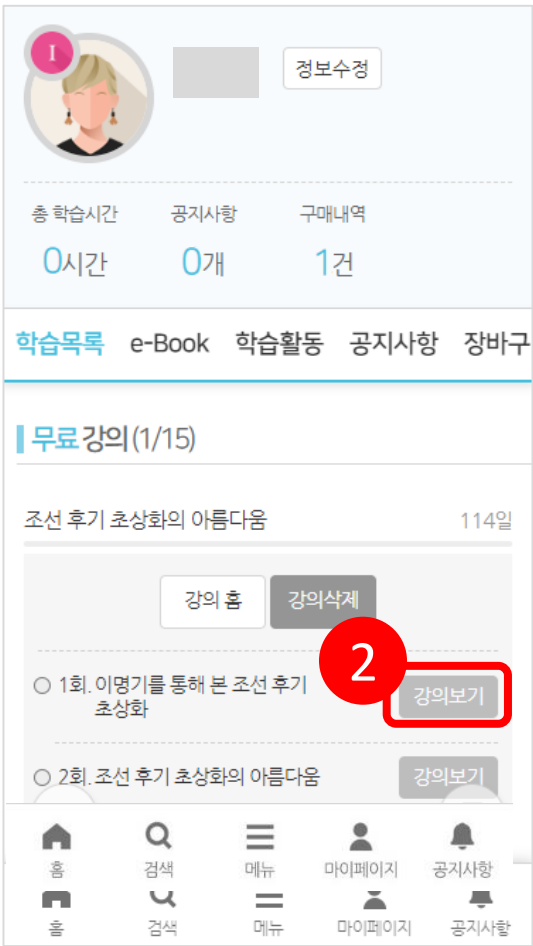 I
정보수정
총 학습시간 공지사항 구매내역
0시간 0개 1건
학습목록 e-Book 학습활동 공지사항 장바구
무료강의(1/15)
조선 후기 초상화의 아름다움 114일
강의 홈 강의삭제
2
1회. 이명기를 통해 본 조선 후기
초상화
강의보기
2회. 조선 후기 초상화의 아름다움 강의보기
홈 검색 메뉴 마이페이지 공지사항
홈 검색 메뉴 마이페이지 공지사항